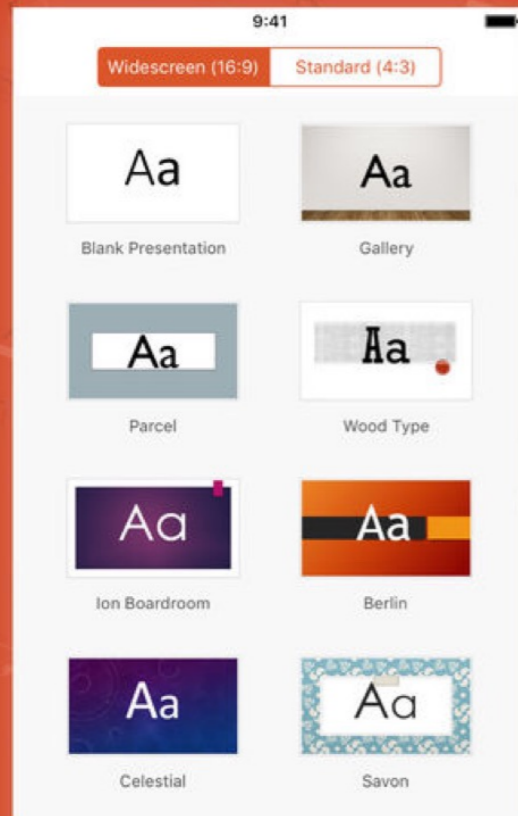 9:41
Widescreen (16:9) Standard (4:3)
Aa Aa
Blank Presentation Gallery
Aa Aa
Parcel Wood Type
Aa Aa
Ion Boardroom Berlin
Aa Aa
Celestial Savon